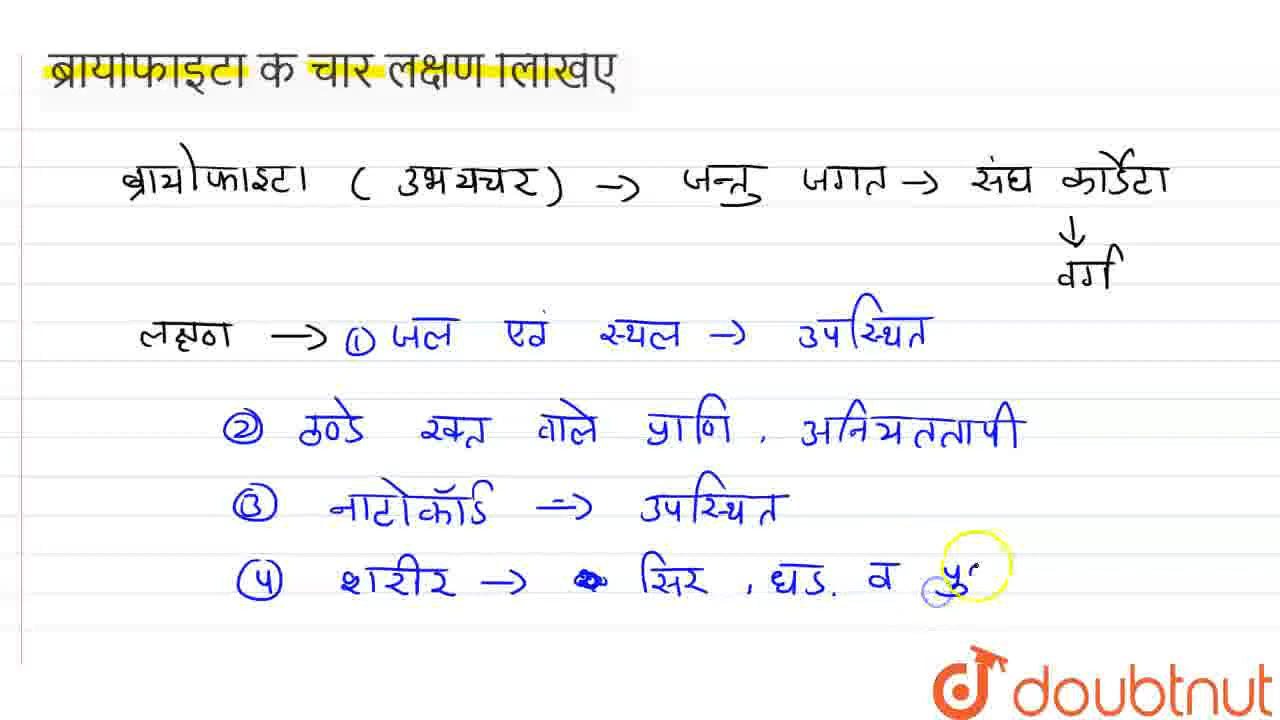 ब्रायोफाइटा के चार लक्षण लिखिए
ब्रायोफाइटा ( उभयचर ) → जन्तु जगत → संघ कार्डेटा
↓
वर्ग
लक्षण → ① जल एवं स्थल → उपस्थित
② ठण्डे रक्त वाले प्राणि , अनियततापी
③ नाटोकॉर्ड → उपस्थित
④ शरीर → सिर , धड . व
doubtnut